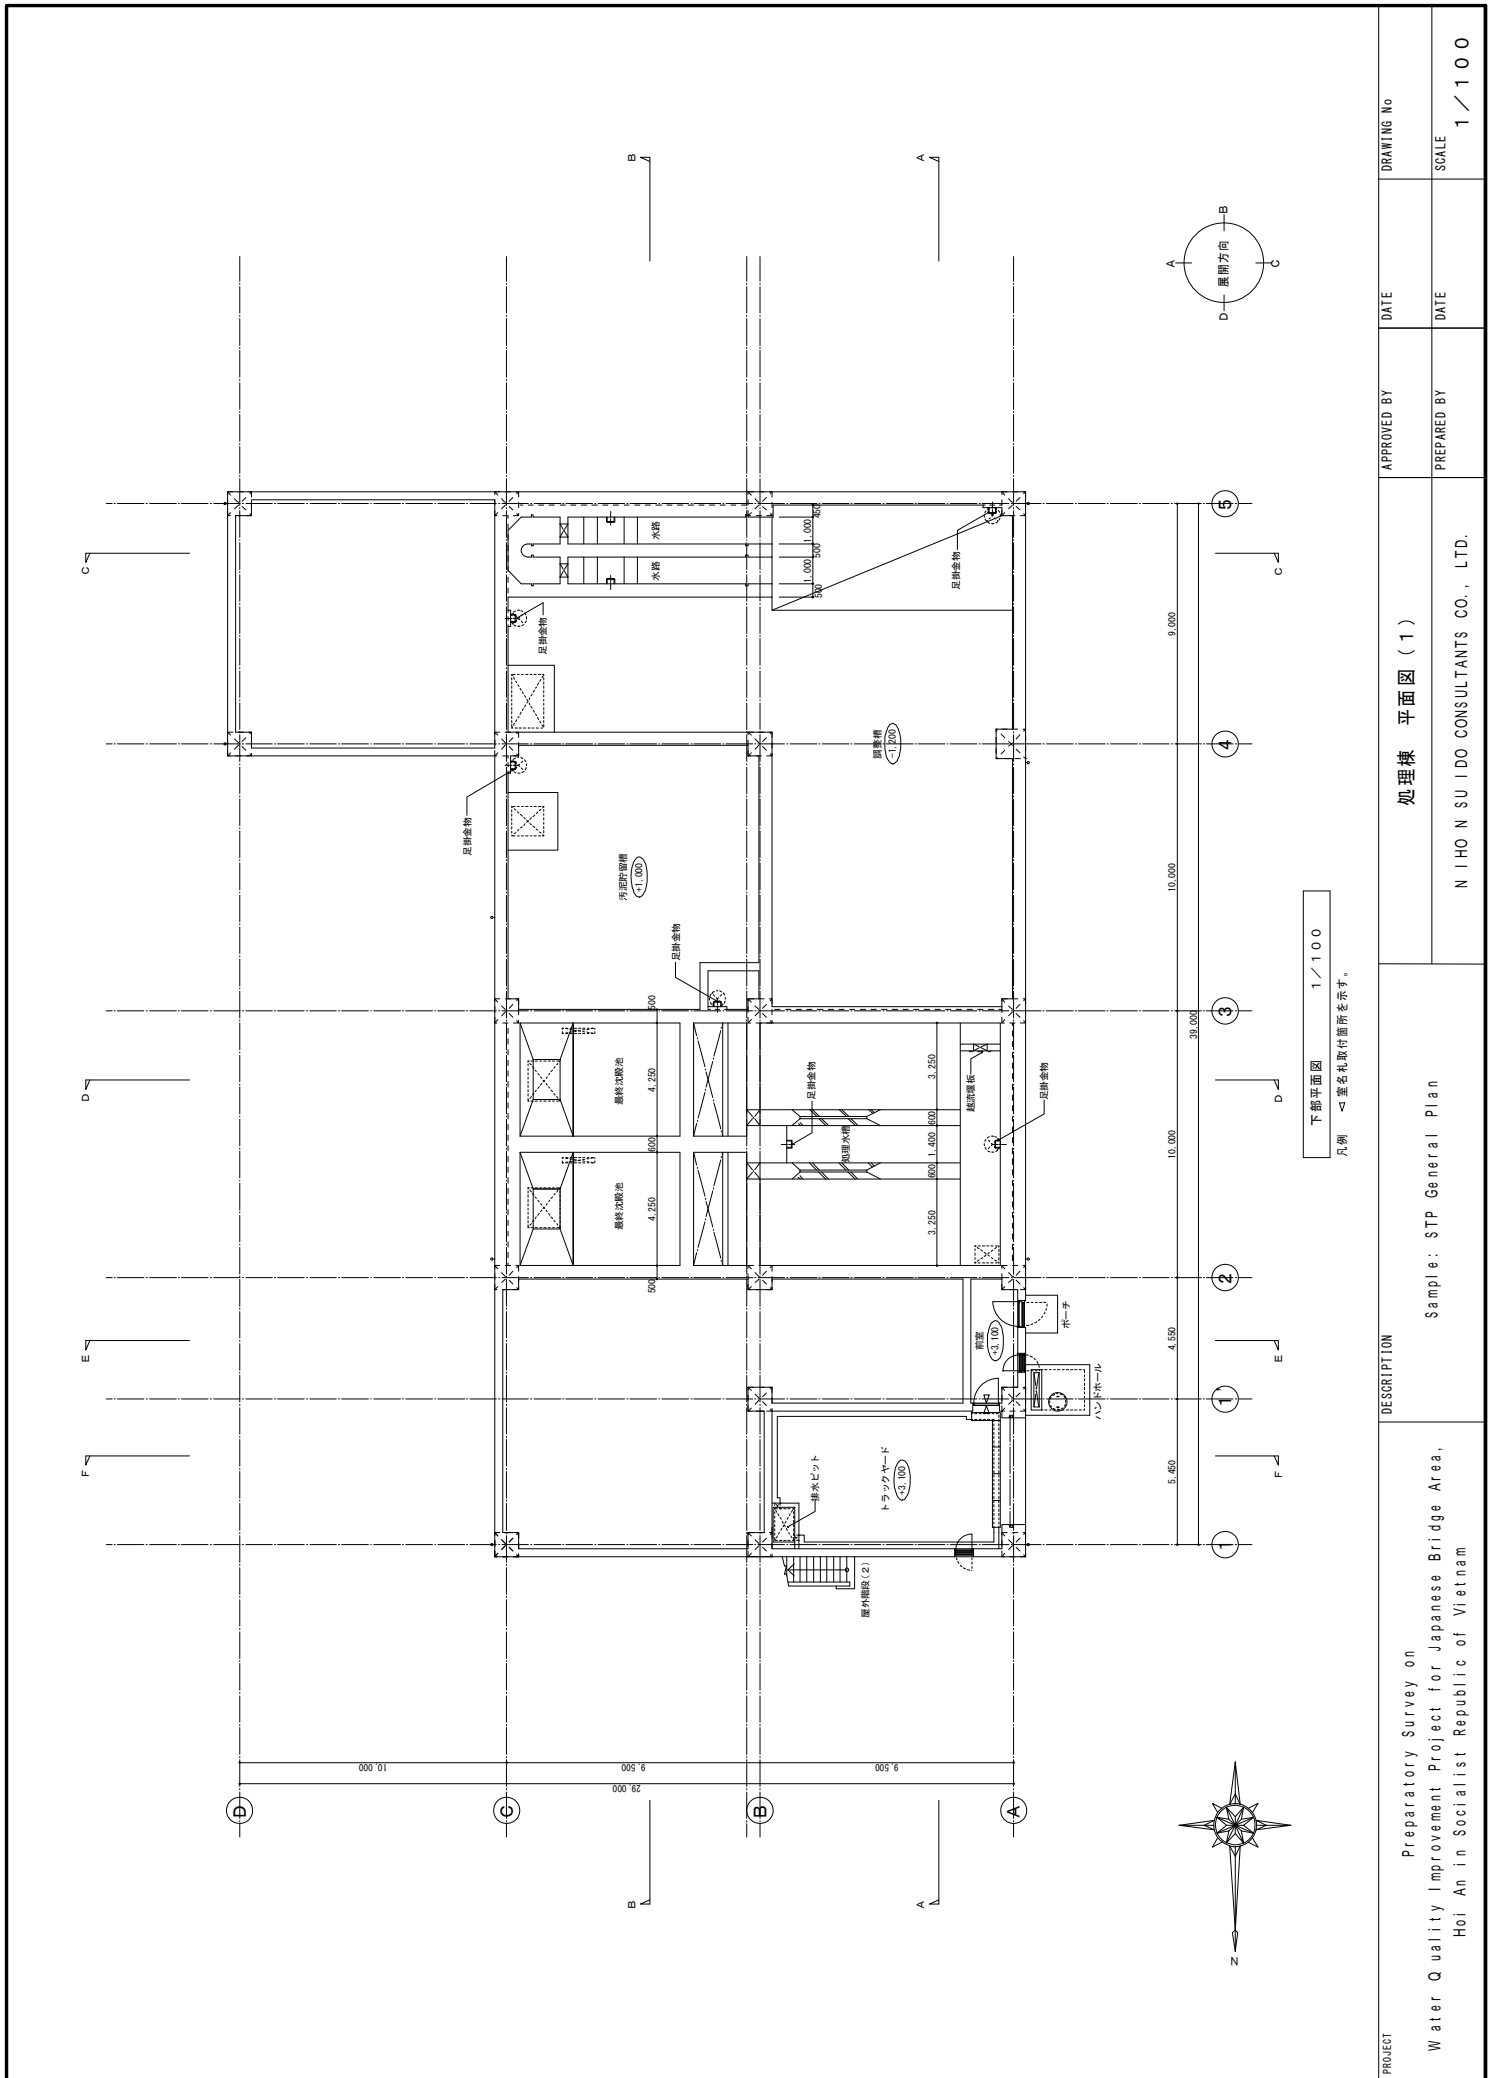 C
D
E
F
B
A
B
A
足掛金物
水路
水路
450
1,000
500
1,000
500
足掛金物
足掛金物
調整槽
-1,200
汚泥貯留槽
+1,000
足掛金物
500
最終沈殿池
4,250
600
最終沈殿池
4,250
500
足掛金物
処理水槽
3,250
600
1,400
600
3,250
越流堰板
足掛金物
前室
+3,100
ポーチ
ハンドホール
排水ピット
トラックヤード
+3,100
屋外階段(2)
C
D
E
F
5.450
4.550
10,000
10,000
9,000
39,000
1
1'
2
3
4
5
10,000
9,500
9,500
29,000
D
C
B
A
N
A
B
C
D
展開方向
下部平面図 1/100
凡例 ◁室名札取付箇所を示す。
PROJECT
Preparatory Survey on
Water Quality Improvement Project for Japanese Bridge Area,
Hoi An in Socialist Republic of Vietnam
DESCRIPTION
Sample: STP General Plan
処理棟 平面図(1)
NIHON SUIDO CONSULTANTS CO., LTD.
APPROVED BY
DATE
DRAWING No
PREPARED BY
DATE
SCALE
1/100